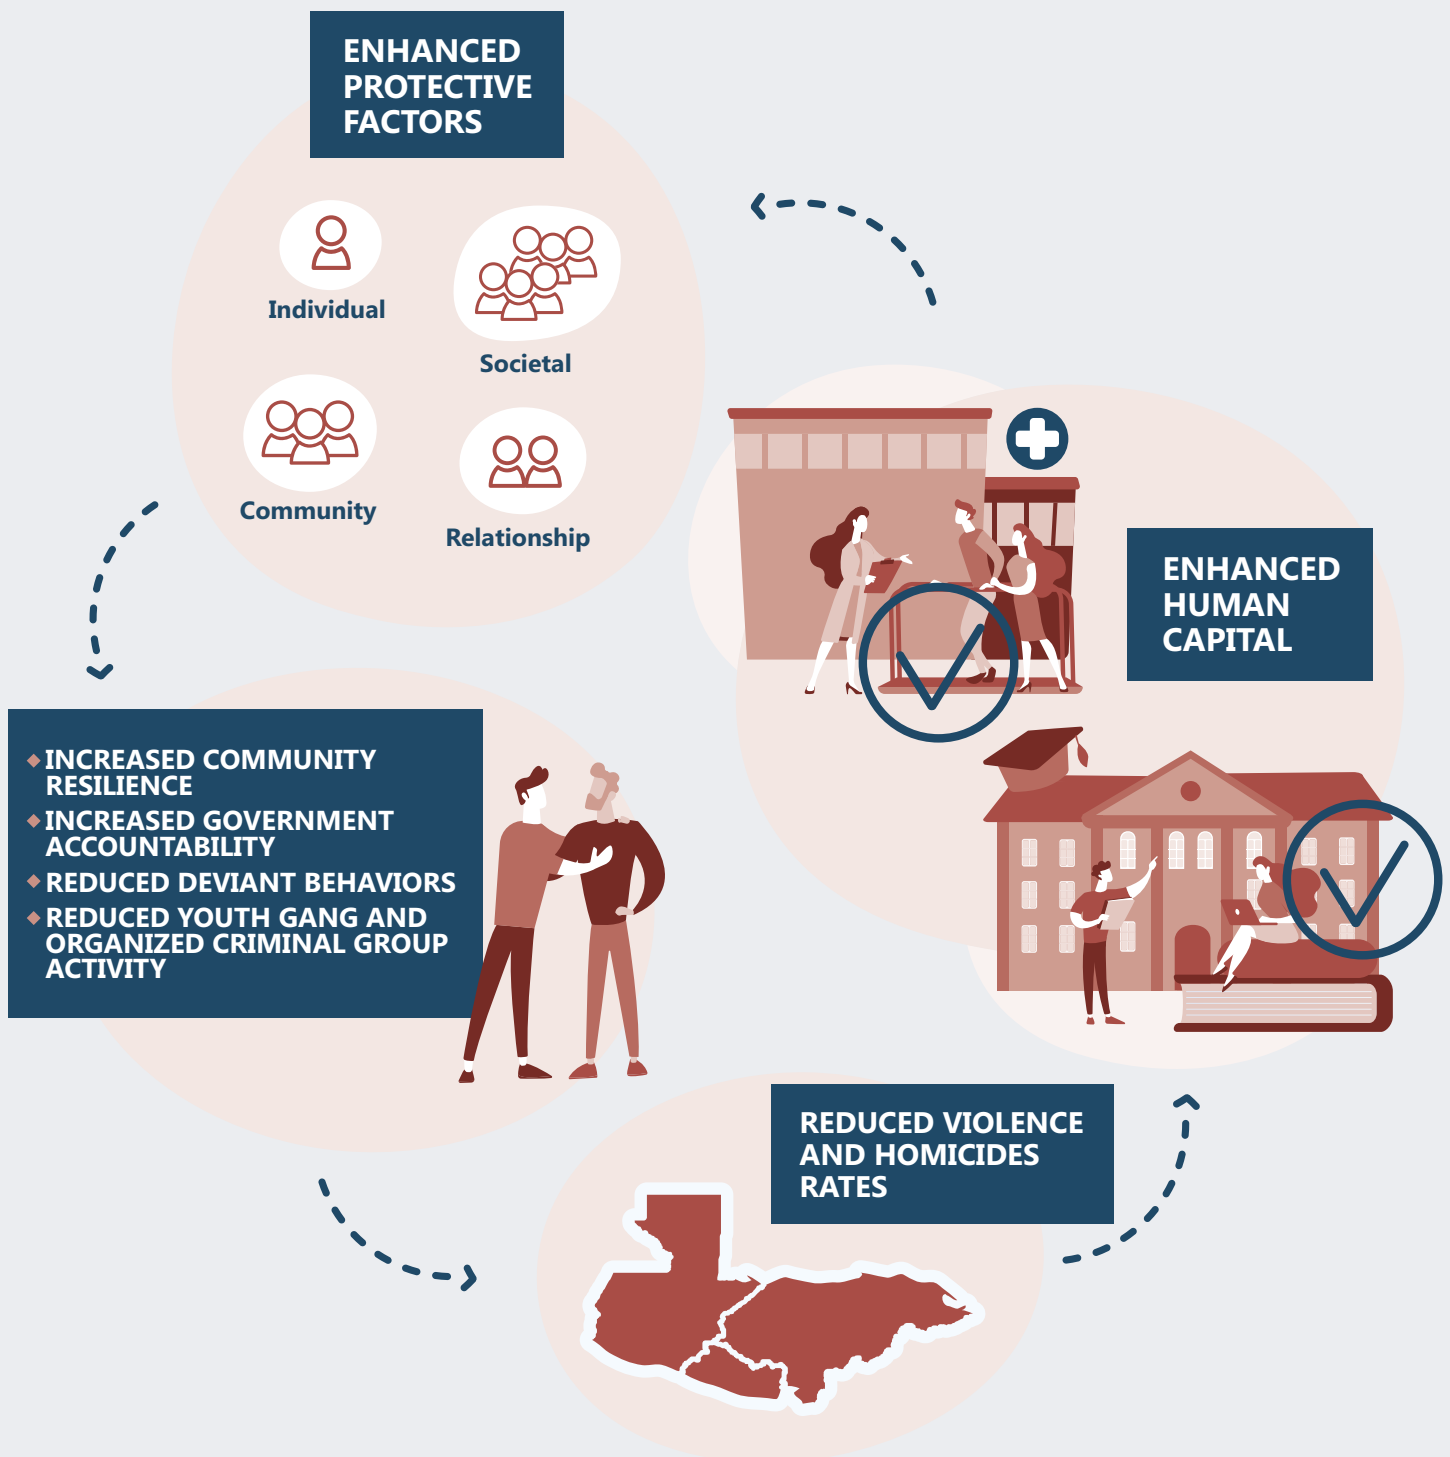 ENHANCED
PROTECTIVE
FACTORS
Individual
Societal
Community
Relationship
ENHANCED
HUMAN
CAPITAL
◆ INCREASED COMMUNITY
RESILIENCE
◆ INCREASED GOVERNMENT
ACCOUNTABILITY
◆ REDUCED DEVIANT BEHAVIORS
◆ REDUCED YOUTH GANG AND
ORGANIZED CRIMINAL GROUP
ACTIVITY
REDUCED VIOLENCE
AND HOMICIDES
RATES